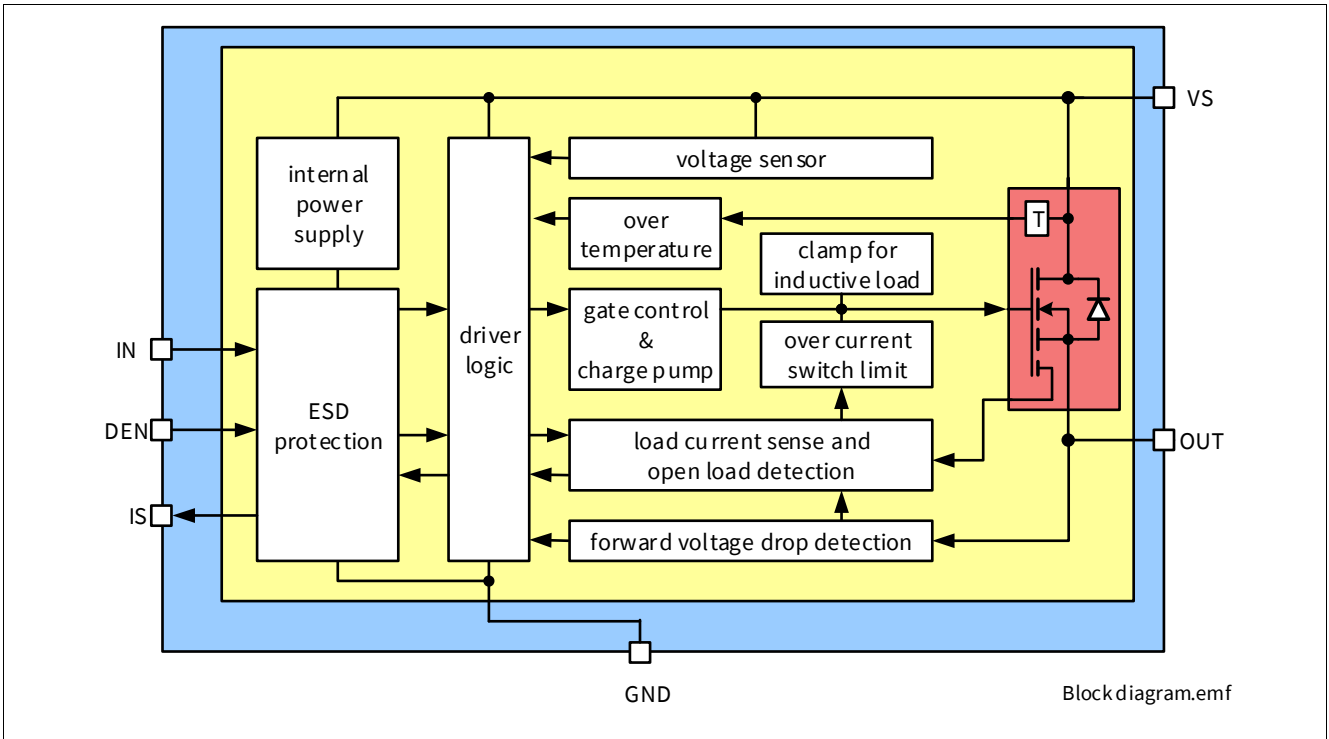 VS
voltage sensor
internal
power
supply
over
temperature
T
clamp for
inductive load
gate control
&
charge pump
driver
logic
over current
switch limit
IN
ESD
protection
DEN
load current sense and
open load detection
OUT
IS
forward voltage drop detection
GND
Block diagram.emf